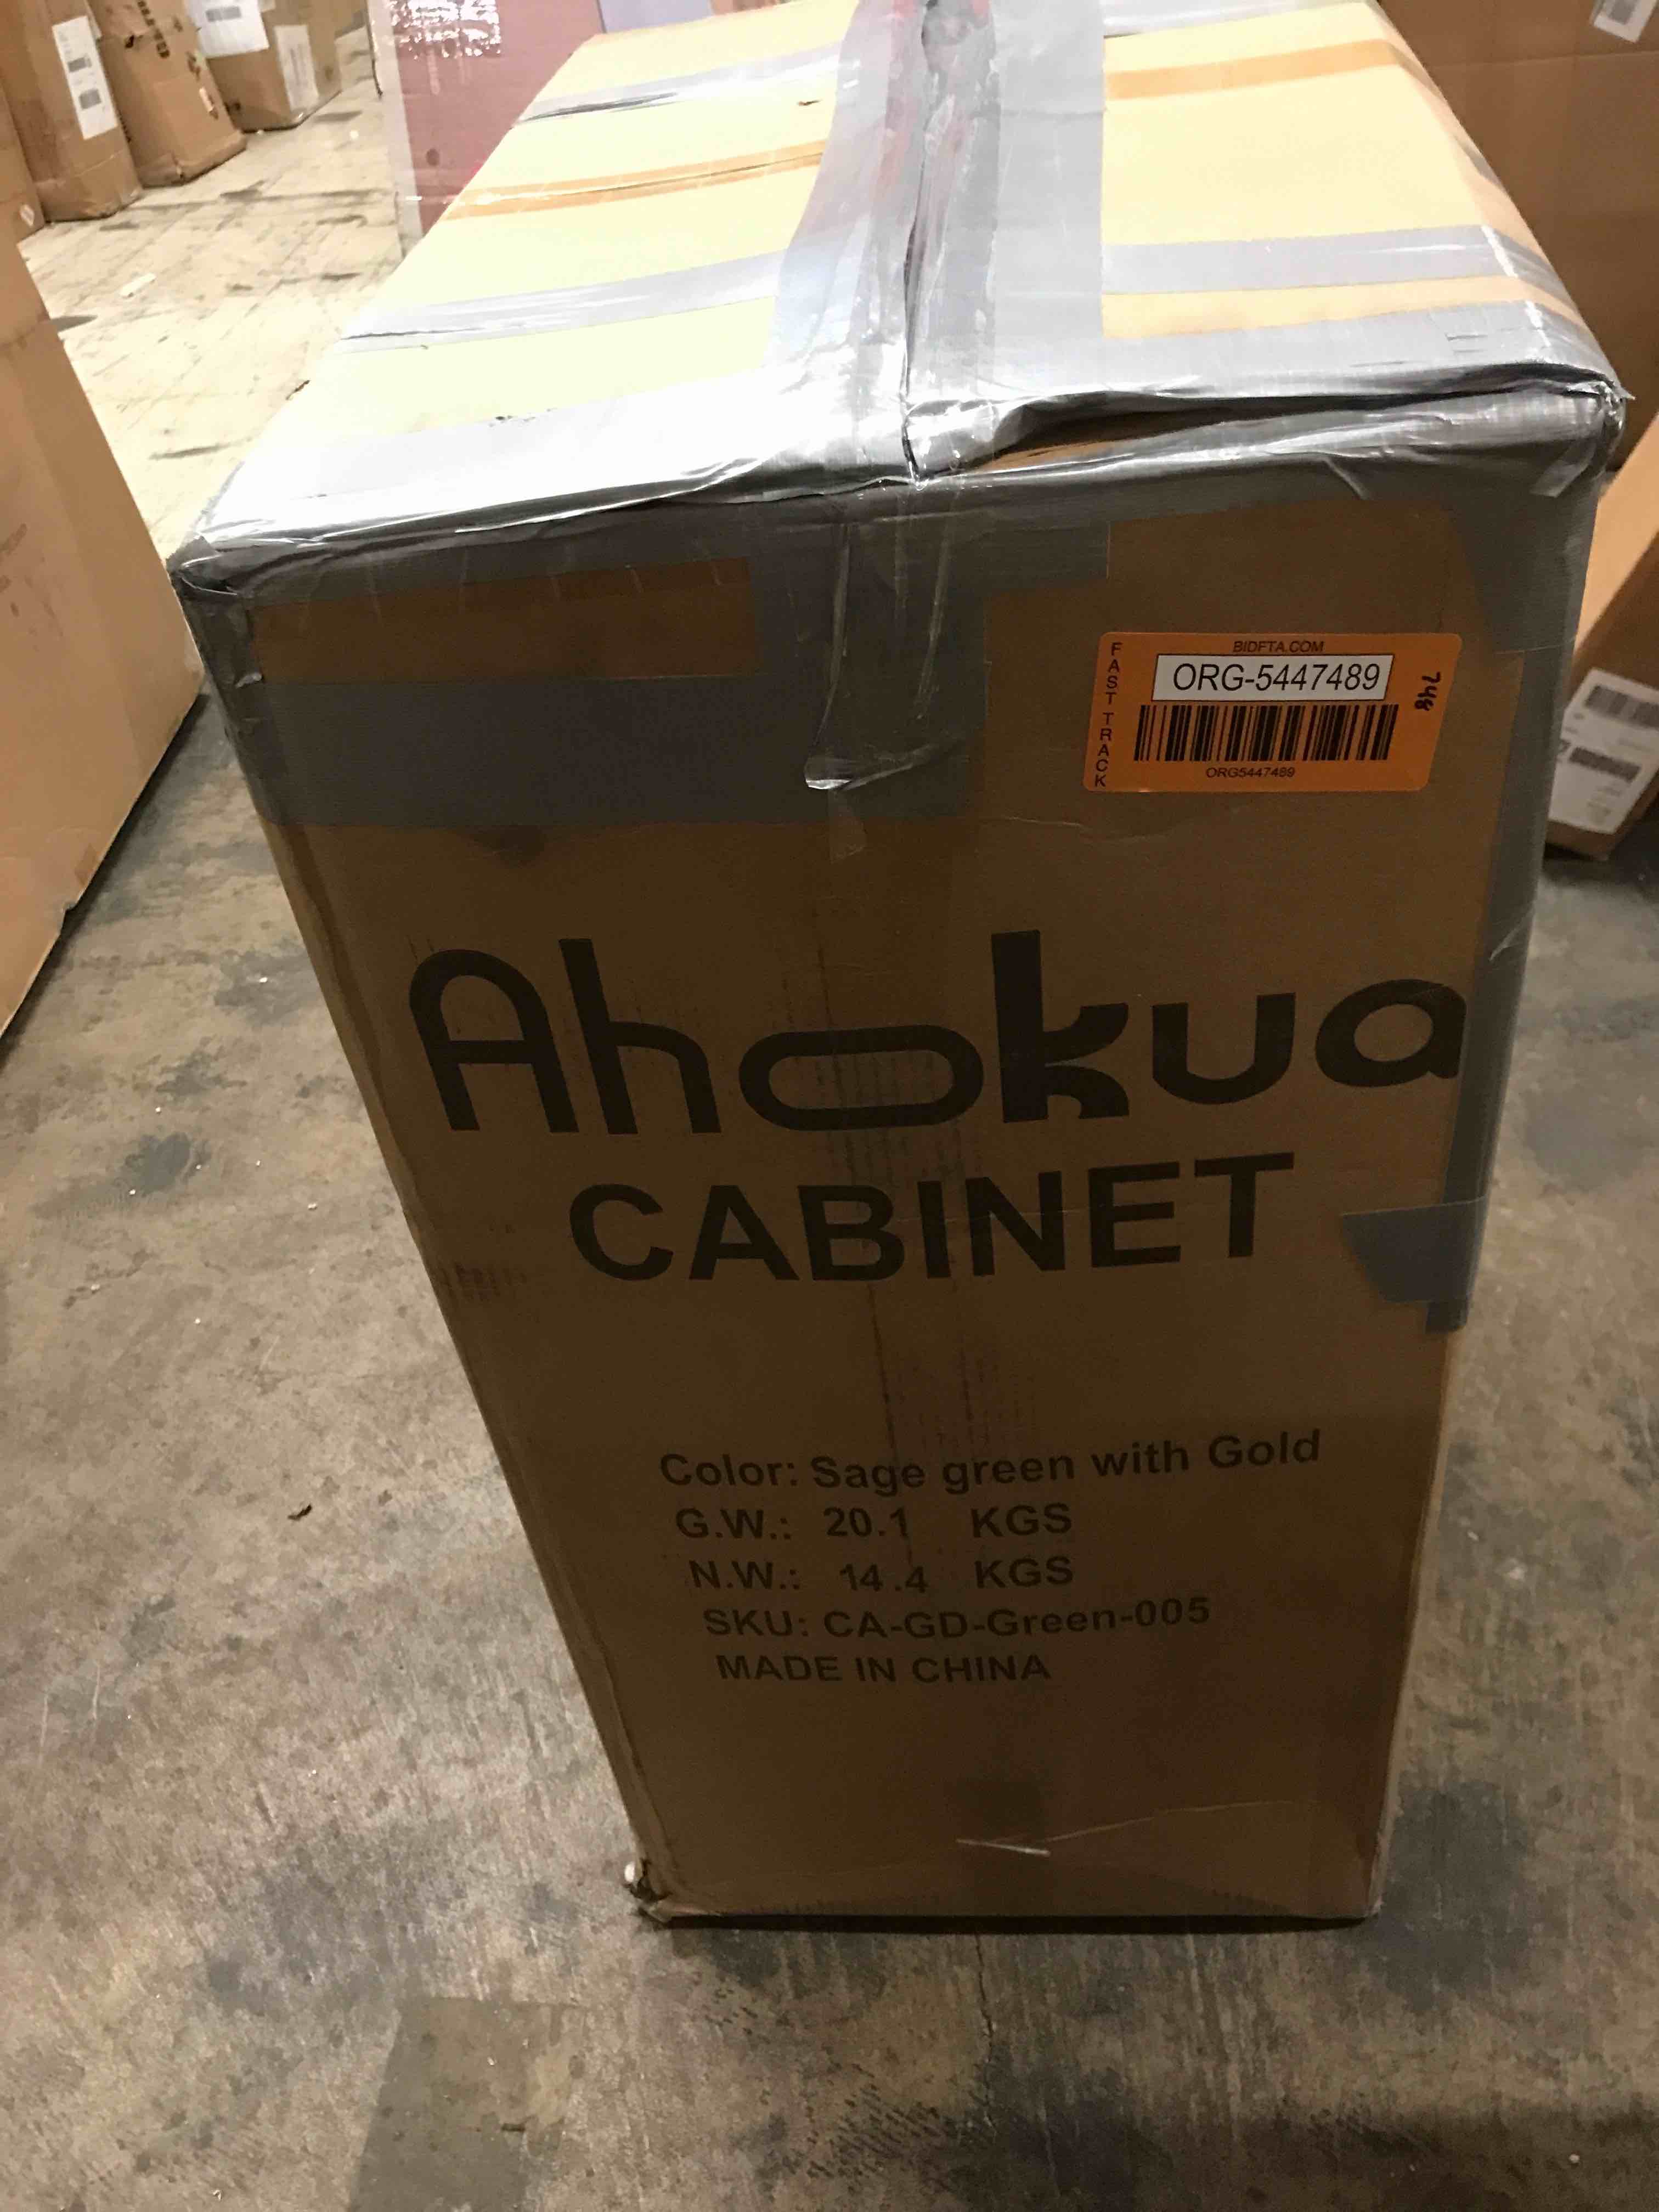 BIDFTA.COM
FAST TRACK
ORG-5447489
748
ORG5447489
Ahokua
CABINET
Color: Sage green with Gold
G.W.: 20.1 KGS
N.W.: 14.4 KGS
SKU: CA-GD-Green-005
MADE IN CHINA